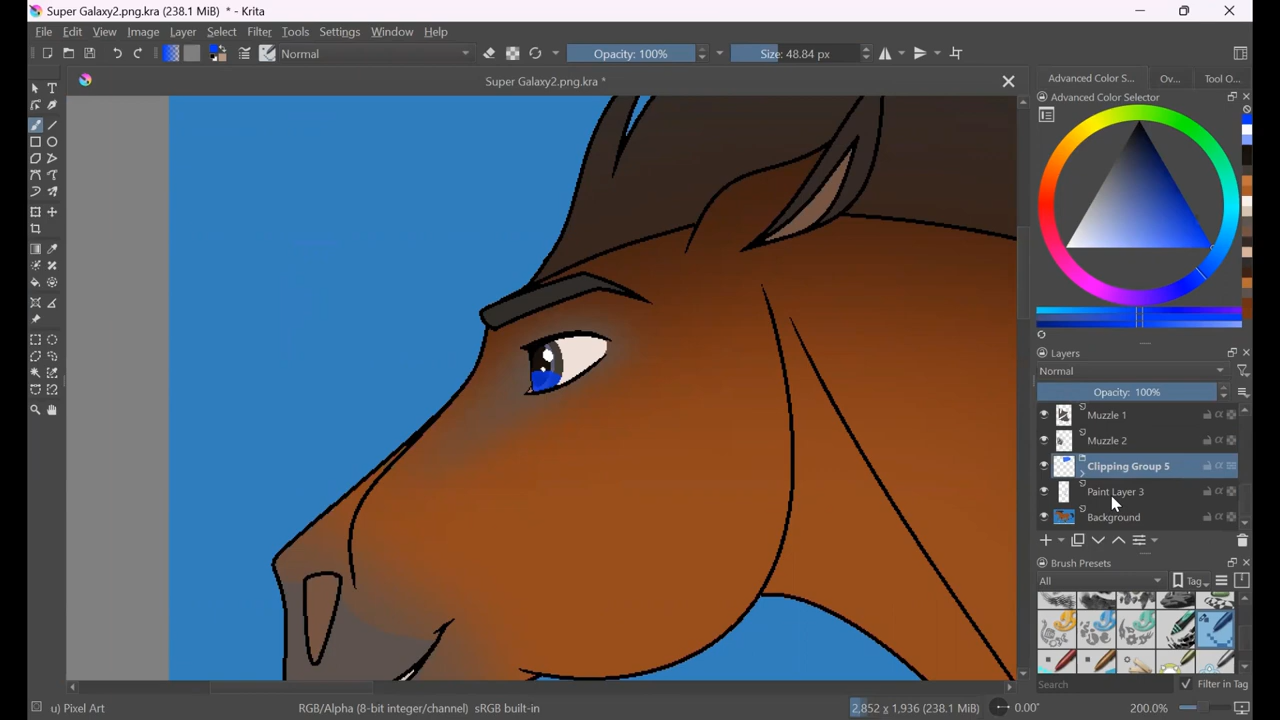 Super Galaxy2.png.kra (238.1 MiB) * - Krita
File Edit View Image Layer Select Filter Tools Settings Window Help
Normal Opacity: 100% Size: 48.84 px
Super Galaxy2.png.kra *
Advanced Color S... Ov... Tool O...
Advanced Color Selector
Layers
Normal
Opacity: 100%
Muzzle 1
Muzzle 2
Clipping Group 5
Paint Layer 3
Background
Brush Presets
All Tag
Search Filter in Tag
u) Pixel Art RGB/Alpha (8-bit integer/channel) sRGB built-in 2,852 x 1,936 (238.1 MiB) 0.00° 200.0%